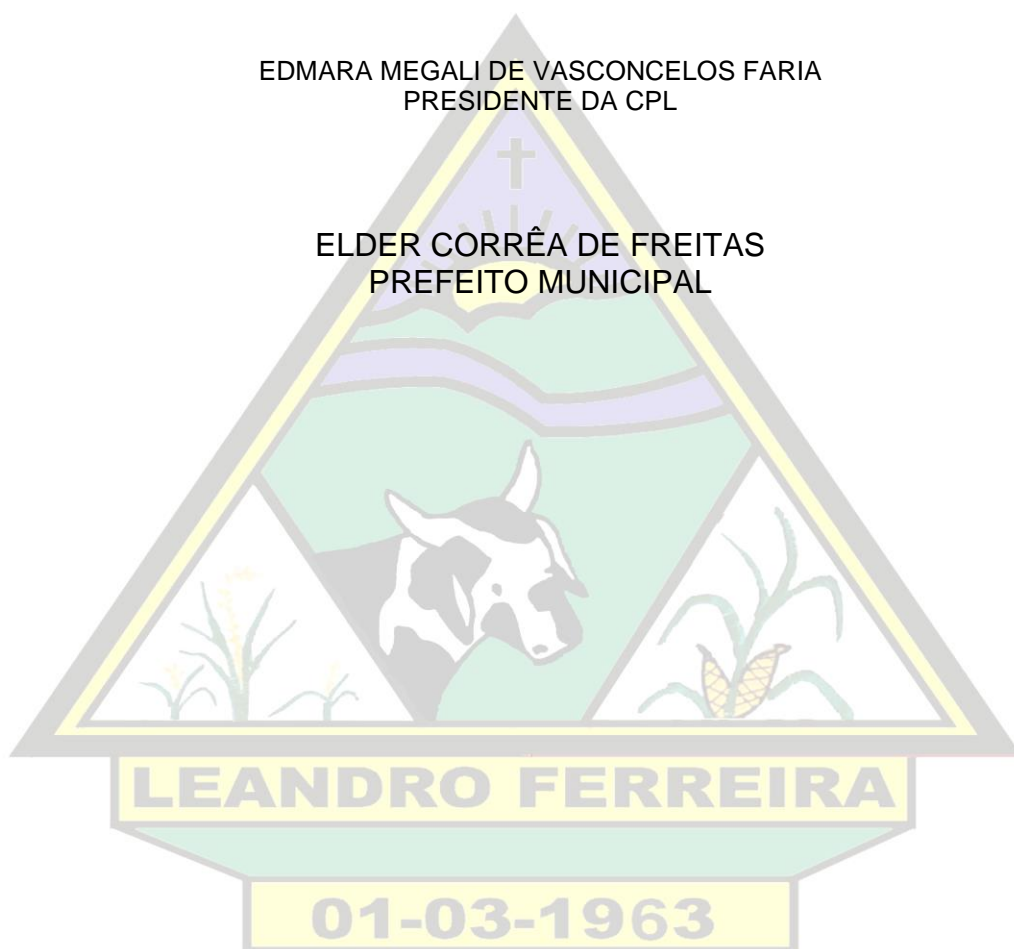 EDMARA MEGALI DE VASCONCELOS FARIA
PRESIDENTE DA CPL
ELDER CORRÊA DE FREITAS
PREFEITO MUNICIPAL
LEANDRO FERREIRA
01-03-1963